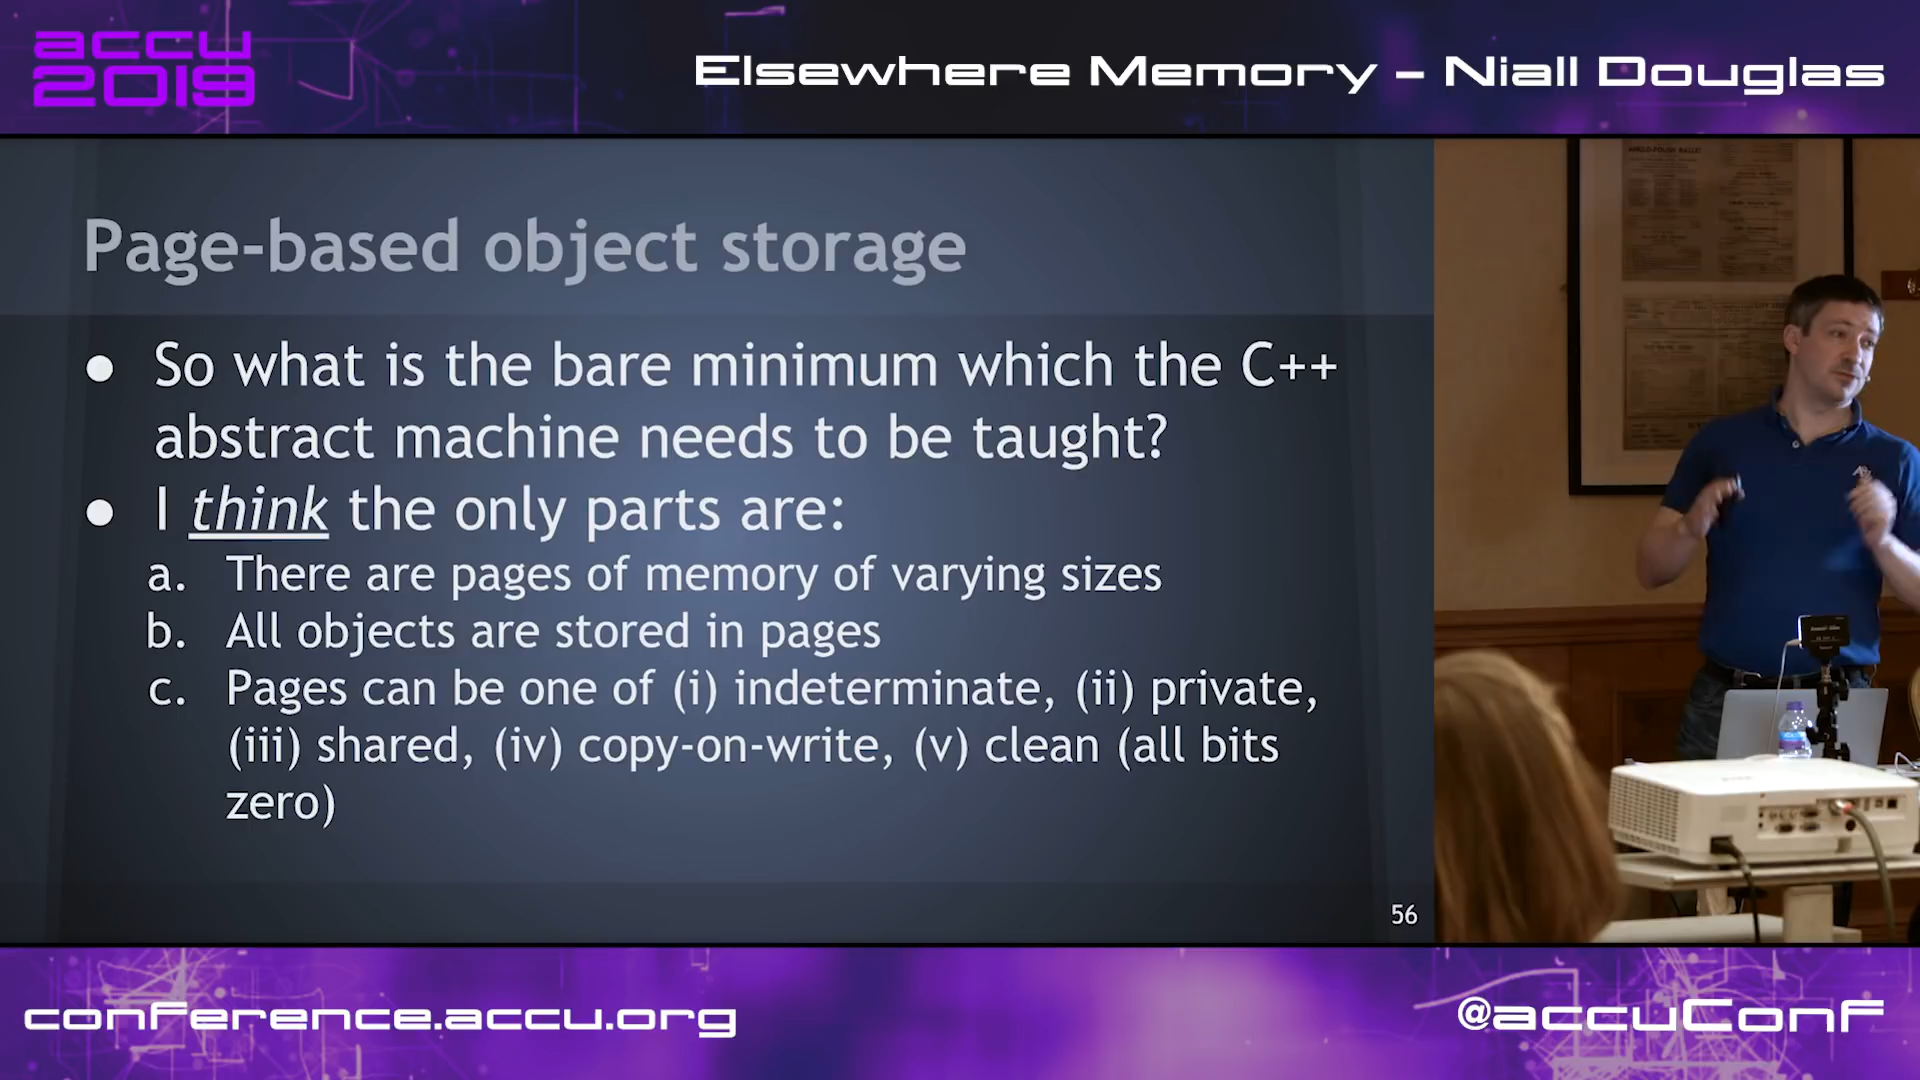 accu
2019
Elsewhere Memory – Niall Douglas
Page-based object storage
● So what is the bare minimum which the C++
abstract machine needs to be taught?
● I think the only parts are:
a. There are pages of memory of varying sizes
b. All objects are stored in pages
c. Pages can be one of (i) indeterminate, (ii) private,
(iii) shared, (iv) copy-on-write, (v) clean (all bits
zero)
56
ANGLO-POLISH BALLET
conference.accu.org
@accuConf